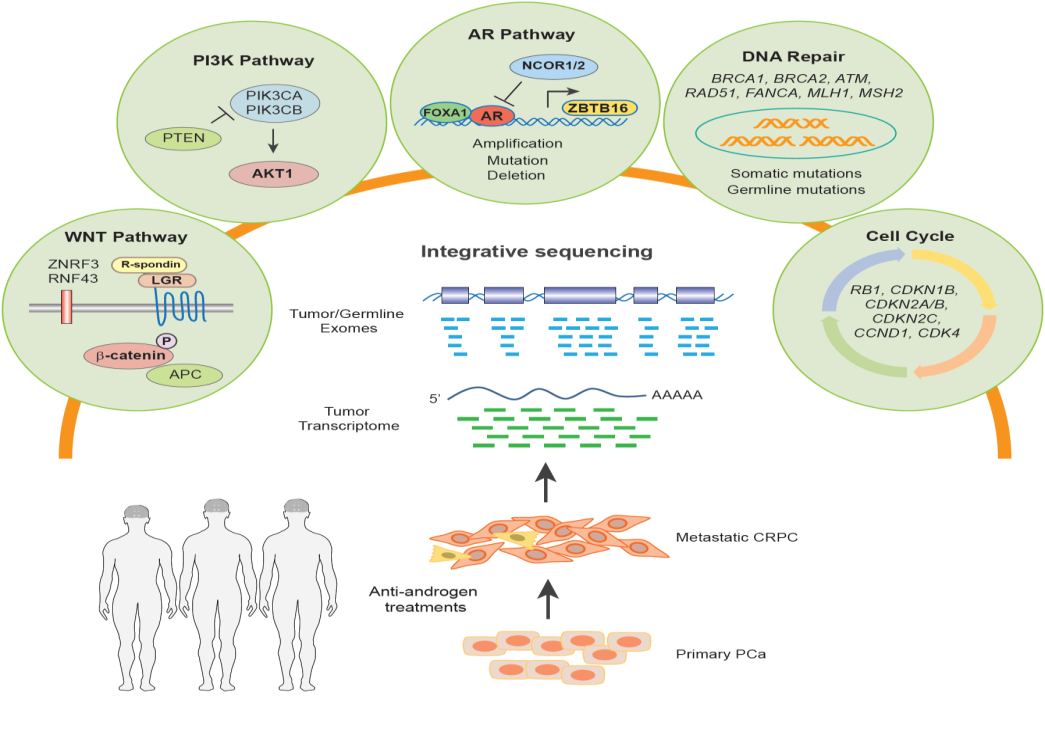 AR Pathway
NCOR1/2
FOXA1
AR
ZBTB16
Amplification
Mutation
Deletion
PI3K Pathway
PIK3CA
PIK3CB
PTEN
AKT1
DNA Repair
BRCA1, BRCA2, ATM,
RAD51, FANCA, MLH1, MSH2
Somatic mutations
Germline mutations
WNT Pathway
ZNRF3
RNF43
R-spondin
LGR
P
β-catenin
APC
Cell Cycle
RB1, CDKN1B,
CDKN2A/B,
CDKN2C,
CCND1, CDK4
Integrative sequencing
Tumor/Germline
Exomes
Tumor
Transcriptome
5'
AAAAA
Metastatic CRPC
Anti-androgen
treatments
Primary PCa